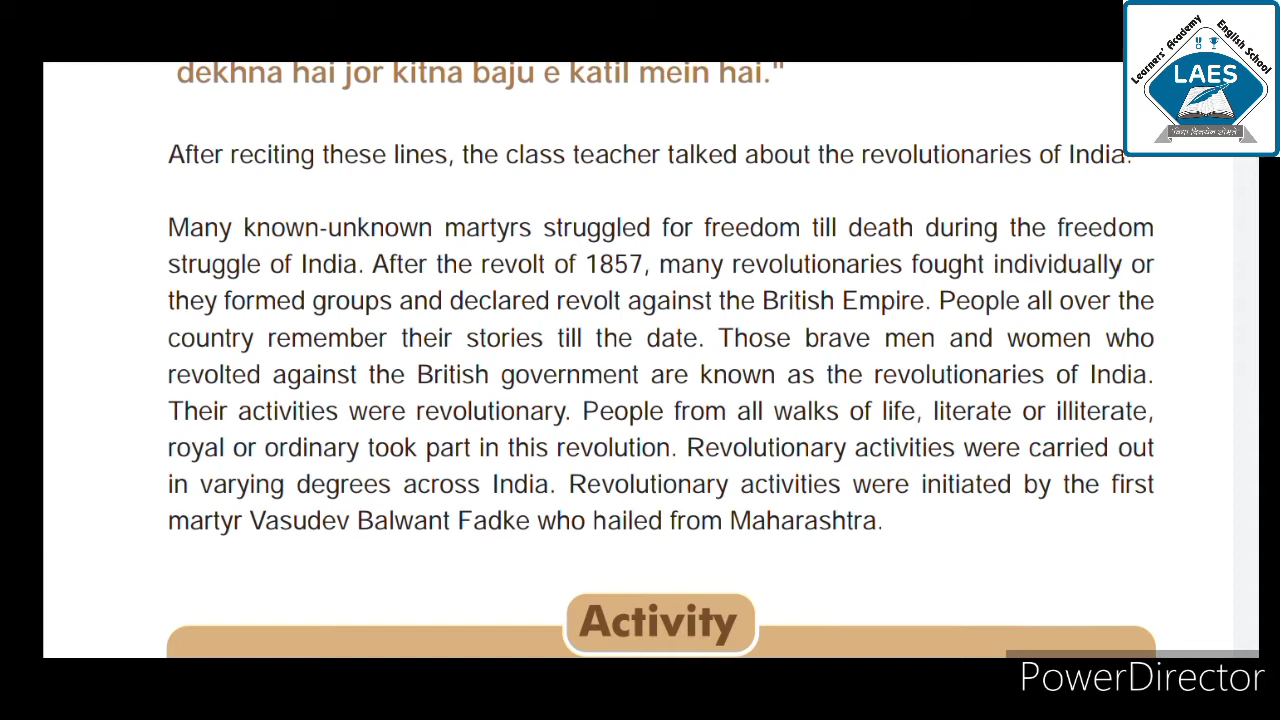 dekhna hai jor kitna baju e katil mein hai."
Learners' Academy English School
LAES
After reciting these lines, the class teacher talked about the revolutionaries of India.
Many known-unknown martyrs struggled for freedom till death during the freedom
struggle of India. After the revolt of 1857, many revolutionaries fought individually or
they formed groups and declared revolt against the British Empire. People all over the
country remember their stories till the date. Those brave men and women who
revolted against the British government are known as the revolutionaries of India.
Their activities were revolutionary. People from all walks of life, literate or illiterate,
royal or ordinary took part in this revolution. Revolutionary activities were carried out
in varying degrees across India. Revolutionary activities were initiated by the first
martyr Vasudev Balwant Fadke who hailed from Maharashtra.
Activity
PowerDirector